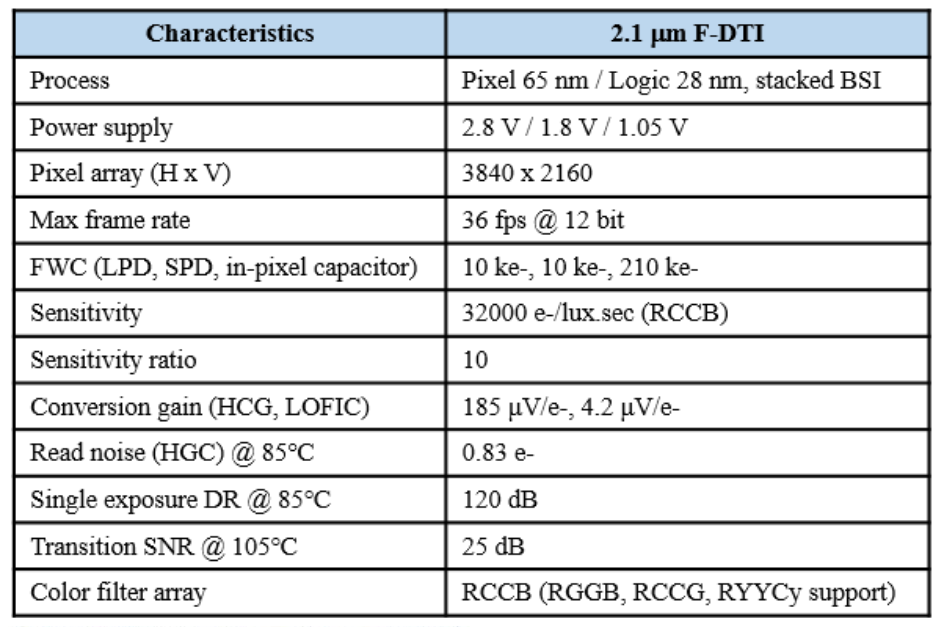 Characteristics 2.1 μm F-DTI
Process Pixel 65 nm / Logic 28 nm, stacked BSI
Power supply 2.8 V / 1.8 V / 1.05 V
Pixel array (H x V) 3840 x 2160
Max frame rate 36 fps @ 12 bit
FWC (LPD, SPD, in-pixel capacitor) 10 ke-, 10 ke-, 210 ke-
Sensitivity 32000 e-/lux.sec (RCCB)
Sensitivity ratio 10
Conversion gain (HCG, LOFIC) 185 μV/e-, 4.2 μV/e-
Read noise (HGC) @ 85°C 0.83 e-
Single exposure DR @ 85°C 120 dB
Transition SNR @ 105°C 25 dB
Color filter array RCCB (RGGB, RCCG, RYYCy support)